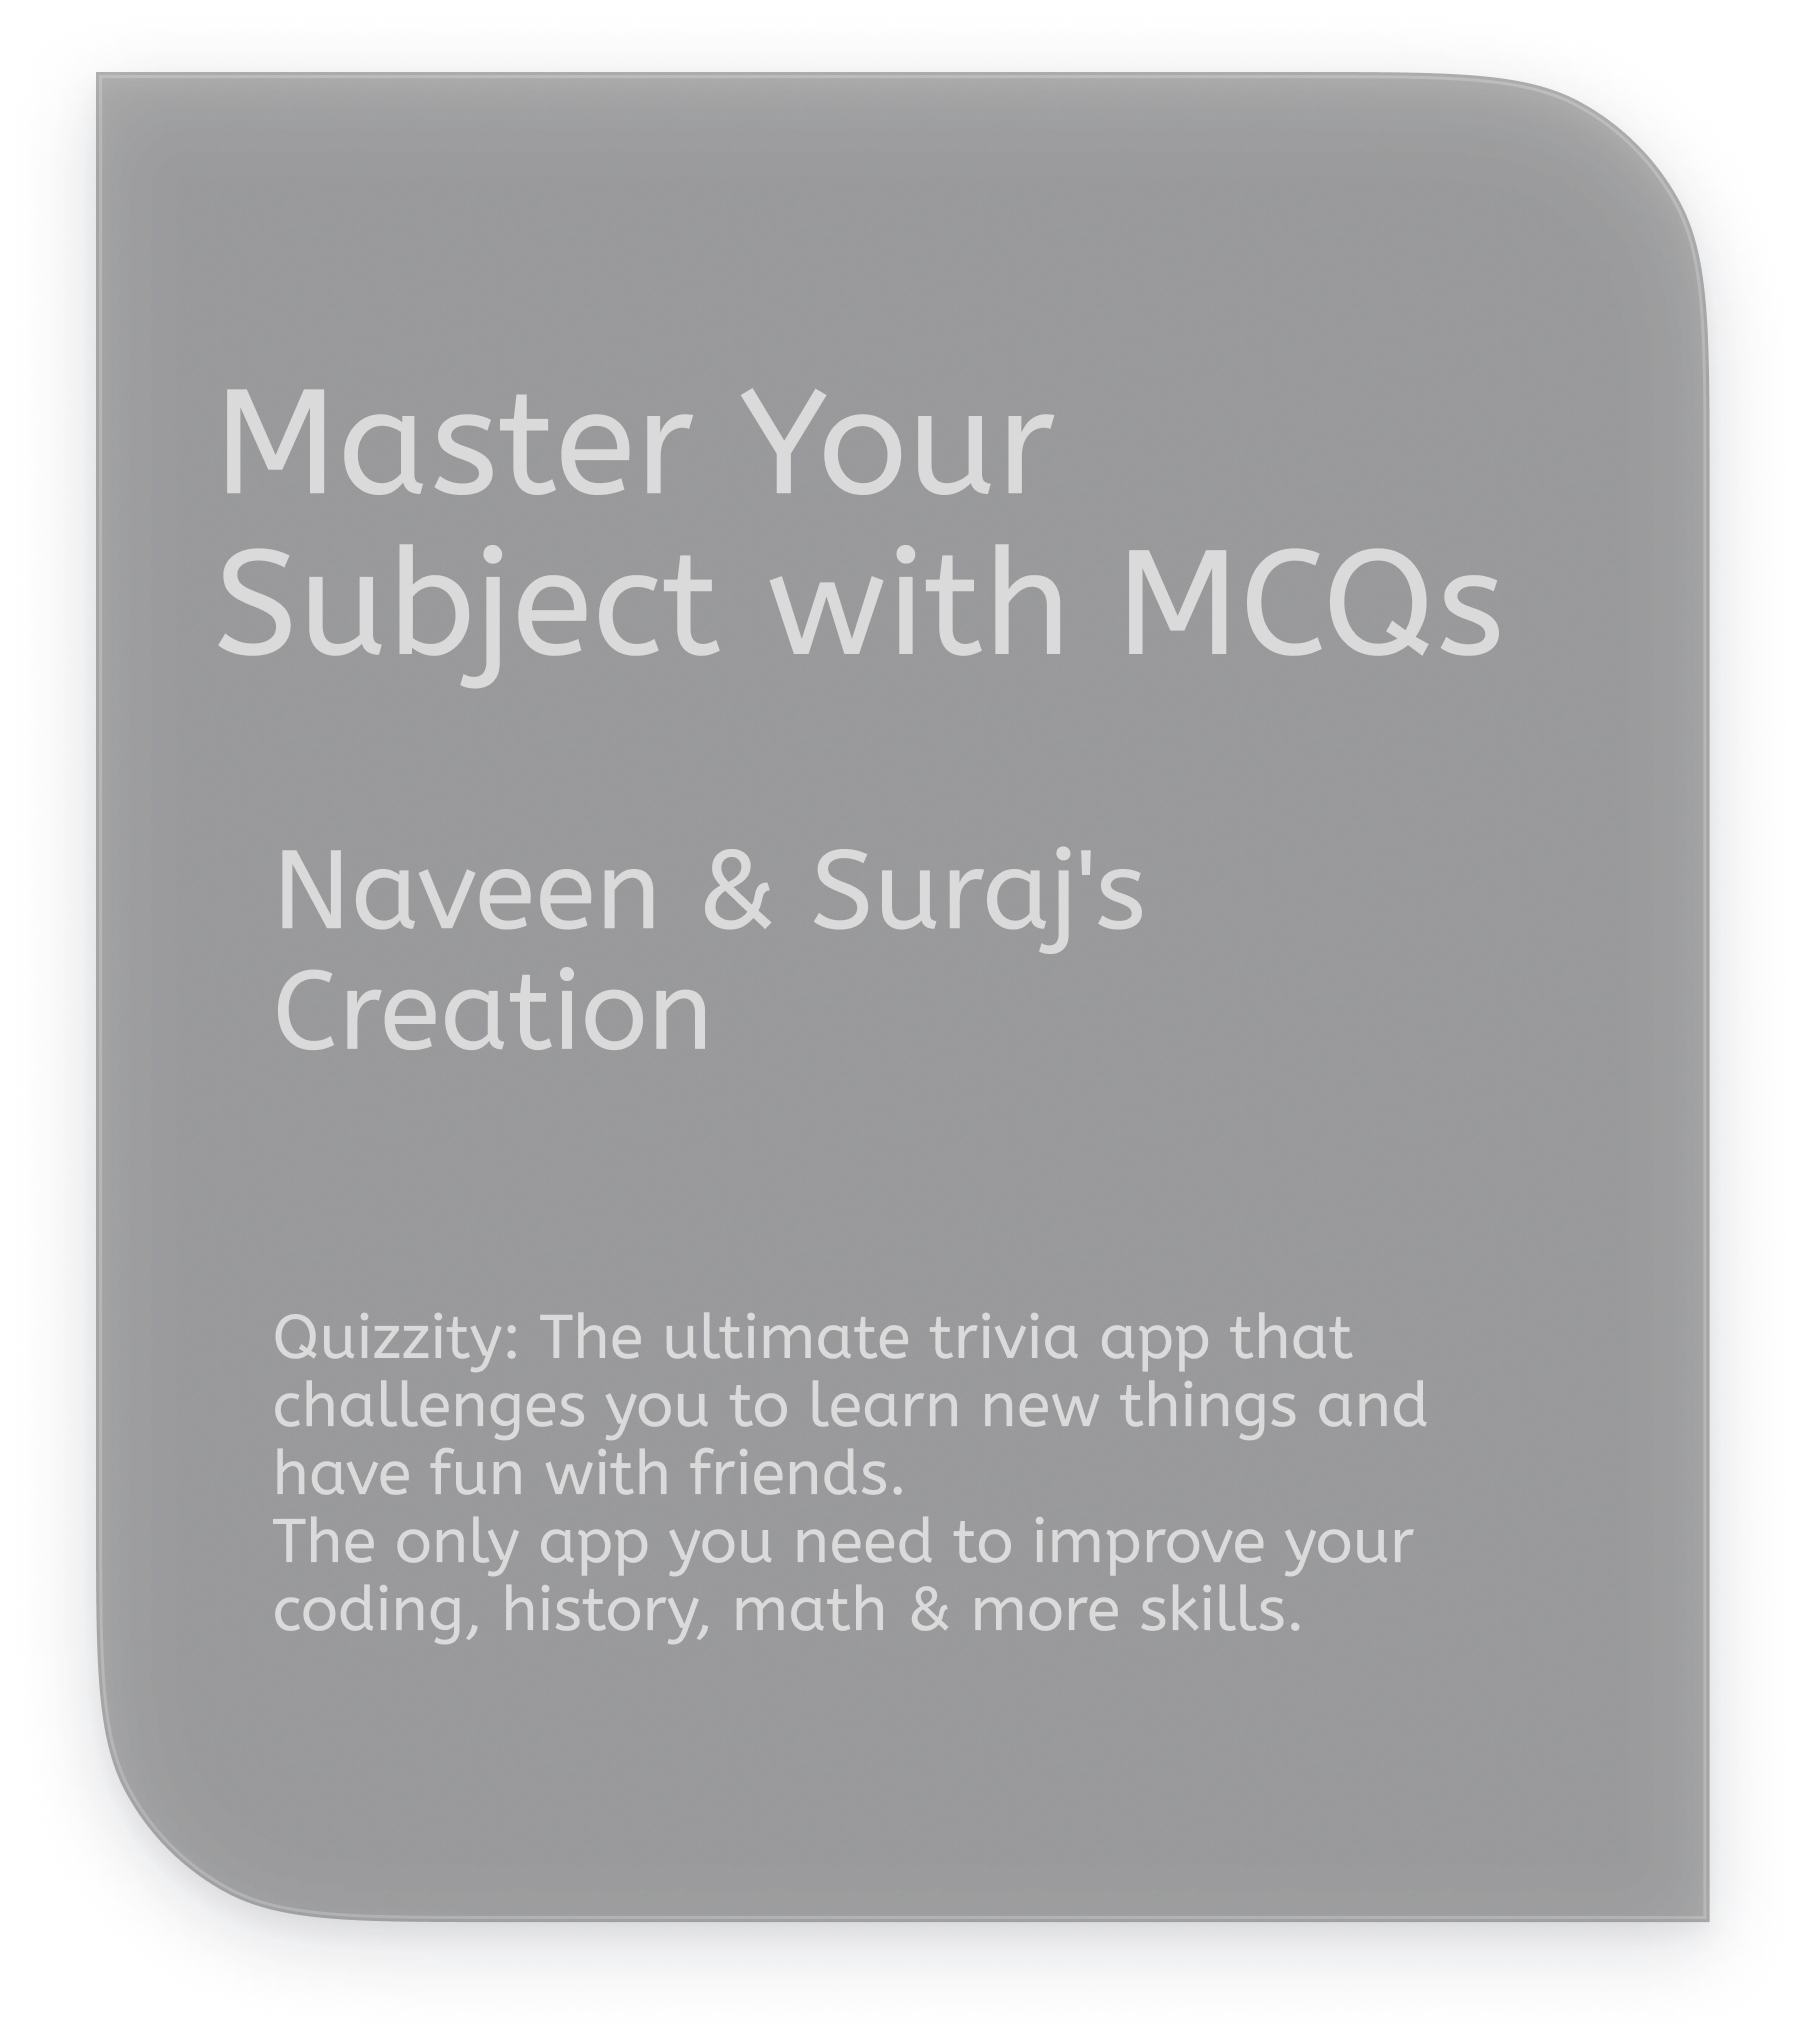 Master Your
Subject with MCQs
Naveen & Suraj's
Creation
Quizzity: The ultimate trivia app that
challenges you to learn new things and
have fun with friends.
The only app you need to improve your
coding, history, math & more skills.